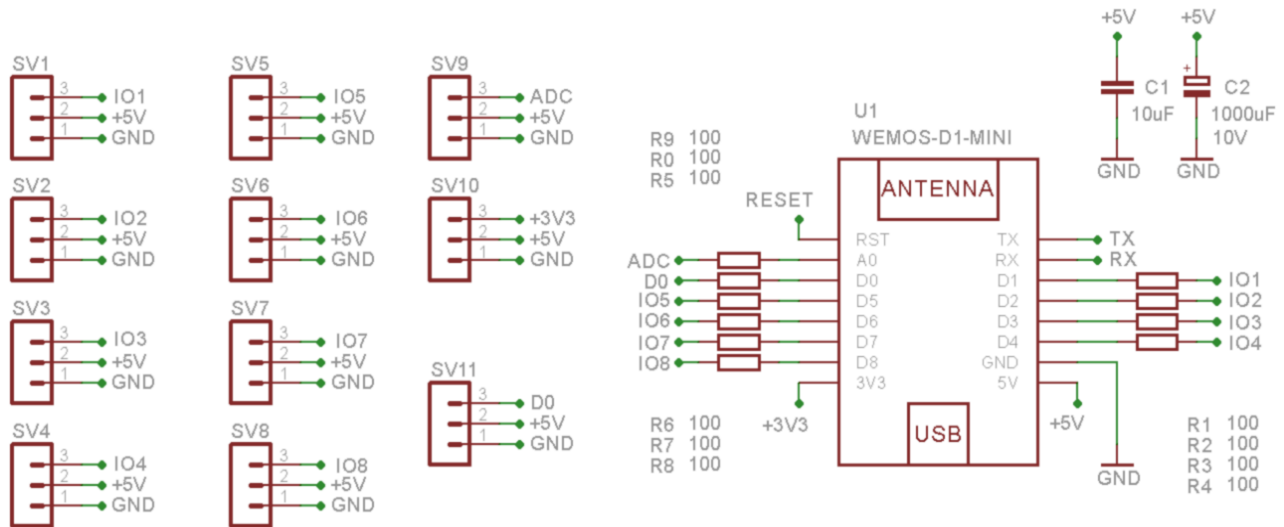 SV1
3 IO1
2 +5V
1 GND
SV2
3 IO2
2 +5V
1 GND
SV3
3 IO3
2 +5V
1 GND
SV4
3 IO4
2 +5V
1 GND
SV5
3 IO5
2 +5V
1 GND
SV6
3 IO6
2 +5V
1 GND
SV7
3 IO7
2 +5V
1 GND
SV8
3 IO8
2 +5V
1 GND
SV9
3 ADC
2 +5V
1 GND
SV10
3 +3V3
2 +5V
1 GND
SV11
3 D0
2 +5V
1 GND
R9 100
R0 100
R5 100
U1
WEMOS-D1-MINI
ANTENNA
RESET RST TX TX
ADC A0 RX RX
D0 D0 D1 IO1
IO5 D5 D2 IO2
IO6 D6 D3 IO3
IO7 D7 D4 IO4
IO8 D8 GND
3V3 5V
+3V3 +5V
USB
GND
R6 100
R7 100
R8 100
R1 100
R2 100
R3 100
R4 100
+5V
+
C1
10uF
GND
+5V
C2
1000uF
10V
GND